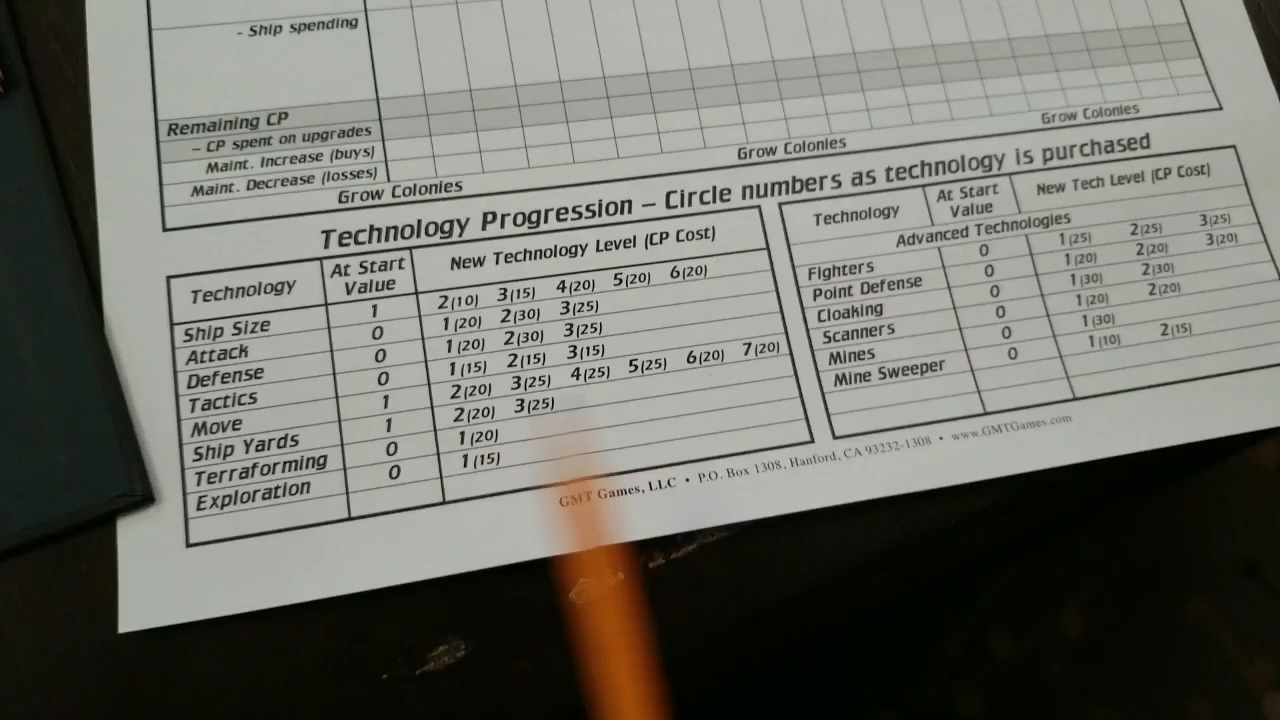 - Ship spending
Remaining CP
- CP spent on upgrades
Maint. Increase (buys)
Maint. Decrease (losses)
Grow Colonies Grow Colonies Grow Colonies
Technology Progression – Circle numbers as technology is purchased
Technology At Start Value New Technology Level (CP Cost)
Ship Size 1 2(10) 3(15) 4(20) 5(20) 6(20)
Attack 0 1(20) 2(30) 3(25)
Defense 0 1(20) 2(30) 3(25)
Tactics 0 1(15) 2(15) 3(15)
Move 1 2(20) 3(25) 4(25) 5(25) 6(20) 7(20)
Ship Yards 1 2(20) 3(25)
Terraforming 0 1(20)
Exploration 0 1(15)
Technology At Start Value New Tech Level (CP Cost)
Advanced Technologies
Fighters 0 1(25) 2(25) 3(25)
Point Defense 0 1(20) 2(20) 3(20)
Cloaking 0 1(30) 2(30)
Scanners 0 1(20) 2(20)
Mines 0 1(30)
Mine Sweeper 0 1(10) 2(15)
GMT Games, LLC • P.O. Box 1308, Hanford, CA 93232-1308 • www.GMTGames.com